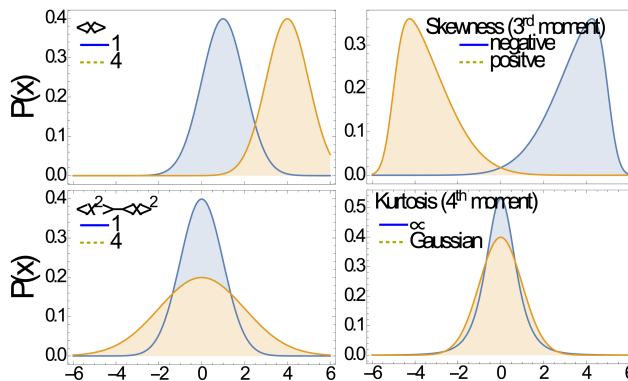 0.4
<x>
1
4
0.3
0.2
0.1
0.0
P(x)
Skewness (3rd moment)
negative
positve
0.3
0.2
0.1
0.0
0.4
<x²>-<x>²
1
4
0.3
0.2
0.1
0.0
P(x)
−6 −4 −2 0 2 4 6
Kurtosis (4th moment)
∝
Gaussian
0.5
0.4
0.3
0.2
0.1
0.0
−6 −4 −2 0 2 4 6